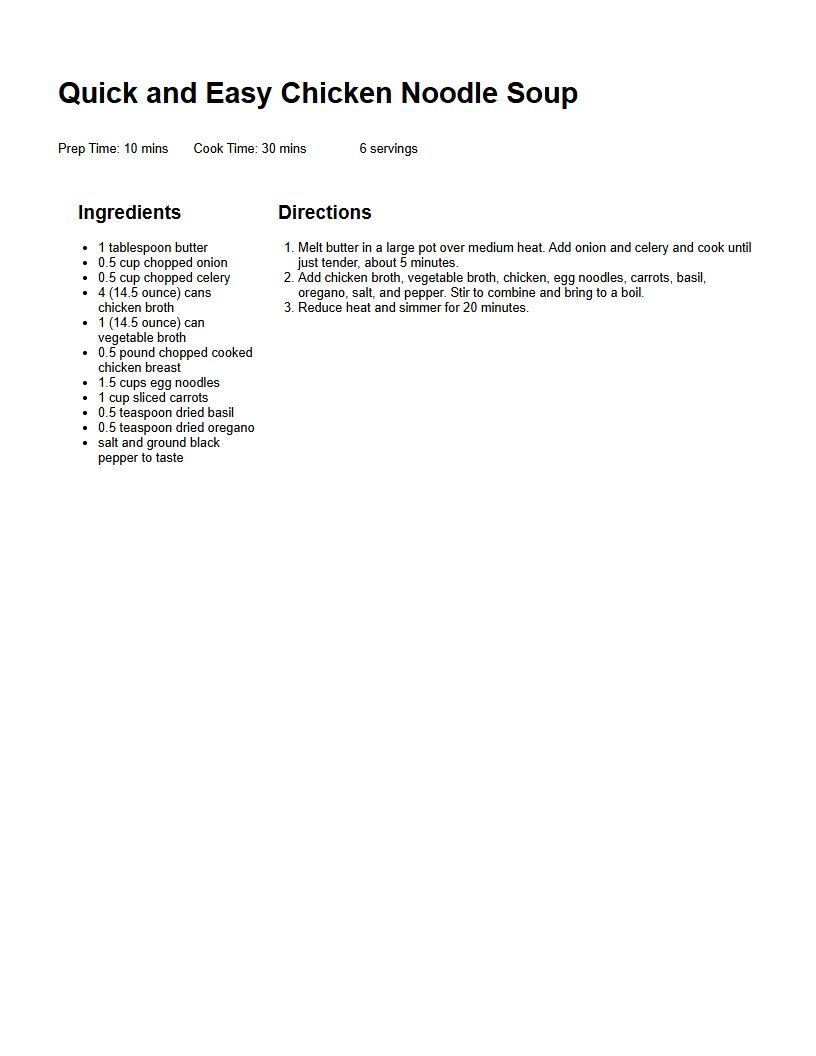 Quick and Easy Chicken Noodle Soup
Prep Time: 10 mins Cook Time: 30 mins 6 servings
Ingredients
1 tablespoon butter
0.5 cup chopped onion
0.5 cup chopped celery
4 (14.5 ounce) cans
chicken broth
1 (14.5 ounce) can
vegetable broth
0.5 pound chopped cooked
chicken breast
1.5 cups egg noodles
1 cup sliced carrots
0.5 teaspoon dried basil
0.5 teaspoon dried oregano
salt and ground black
pepper to taste
Directions
1. Melt butter in a large pot over medium heat. Add onion and celery and cook until
just tender, about 5 minutes.
2. Add chicken broth, vegetable broth, chicken, egg noodles, carrots, basil,
oregano, salt, and pepper. Stir to combine and bring to a boil.
3. Reduce heat and simmer for 20 minutes.